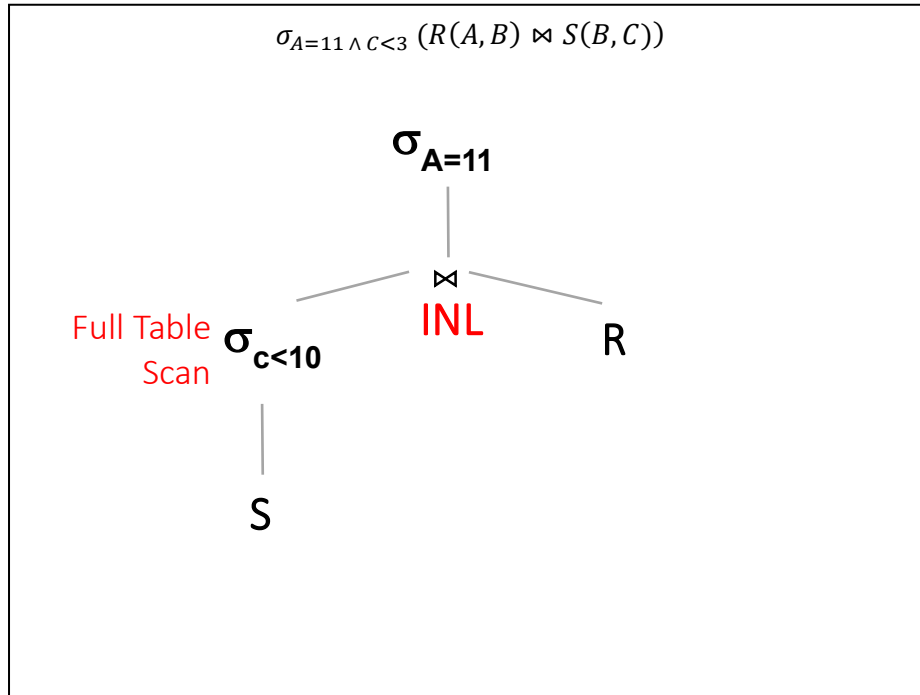 σ_{A=11 ∧ C<3} (R(A, B) ⋈ S(B, C))
σ_{A=11}
⋈
INL
Full Table
Scan
σ_{c<10}
R
S